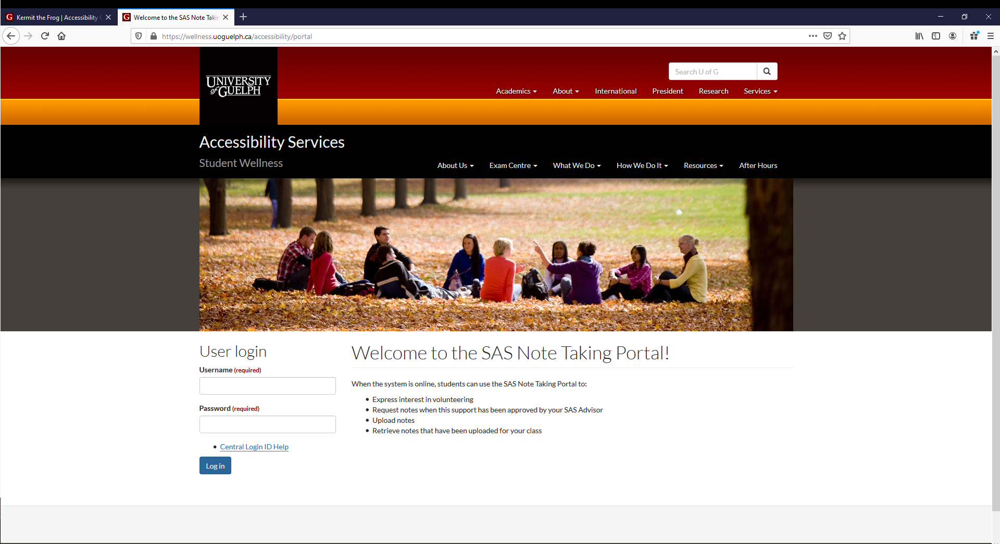 Kermit the Frog | Accessibility
Welcome to the SAS Note Takin
https://wellness.uoguelph.ca/accessibility/portal
UNIVERSITY
of GUELPH
Search U of G
Academics
About
International
President
Research
Services
Accessibility Services
Student Wellness
About Us
Exam Centre
What We Do
How We Do It
Resources
After Hours
User login
Username (required)
Password (required)
Central Login ID Help
Log in
Welcome to the SAS Note Taking Portal!
When the system is online, students can use the SAS Note Taking Portal to:
Express interest in volunteering
Request notes when this support has been approved by your SAS Advisor
Upload notes
Retrieve notes that have been uploaded for your class